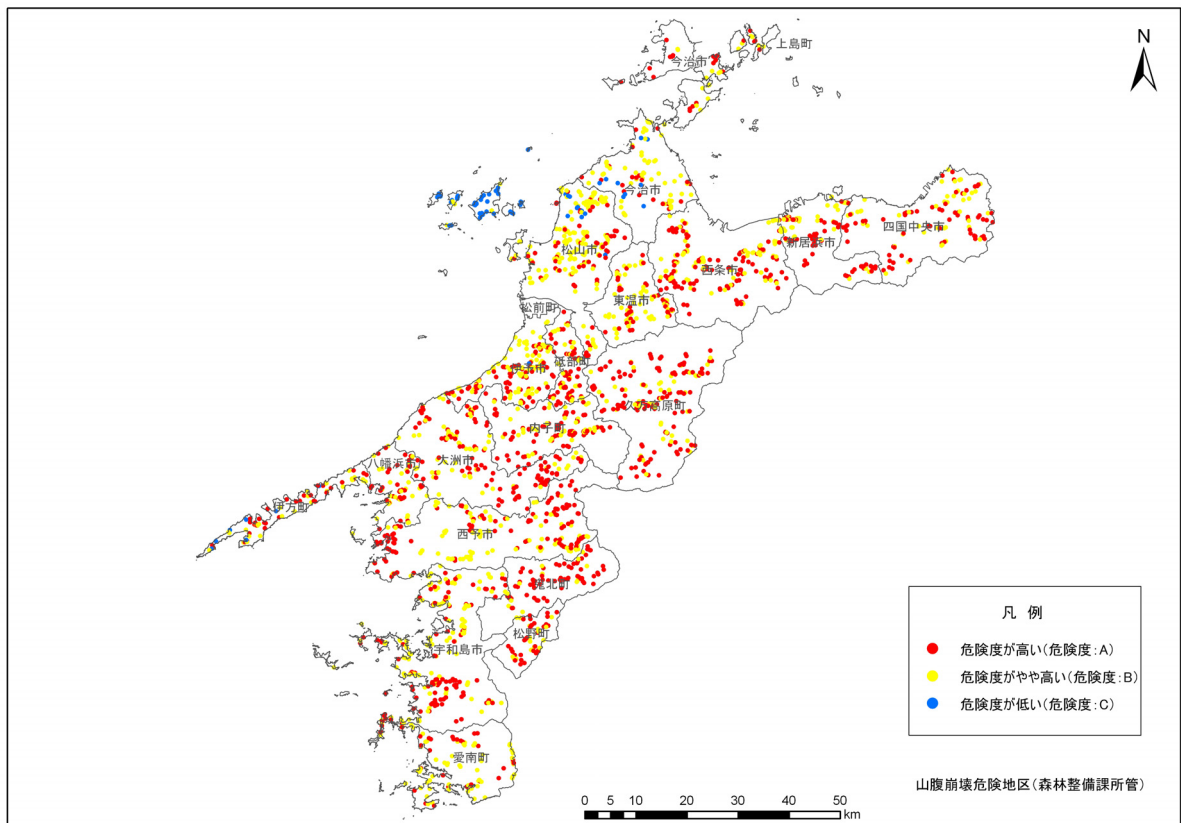 N
上島町
今治市
今治市
四国中央市
新居浜市
松山市
西条市
東温市
松前町
砥部町
伊予市
久万高原町
内子町
八幡浜市
大洲市
伊方町
西予市
鬼北町
松野町
宇和島市
愛南町
凡 例
危険度が高い(危険度:A)
危険度がやや高い(危険度:B)
危険度が低い(危険度:C)
山腹崩壊危険地区(森林整備課所管)
0 5 10 20 30 40 50
km